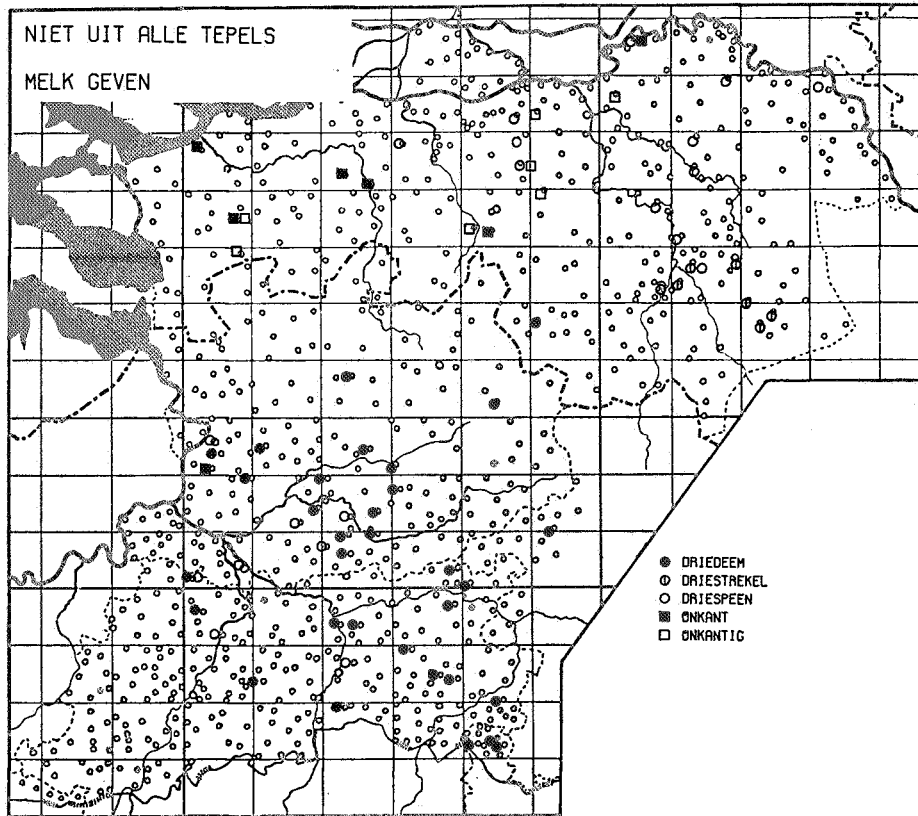 NIET UIT ALLE TEPELS
MELK GEVEN
DRIEDEEM
DRIESTREKEL
DRIESPEEN
ONKANT
ONKANTIG